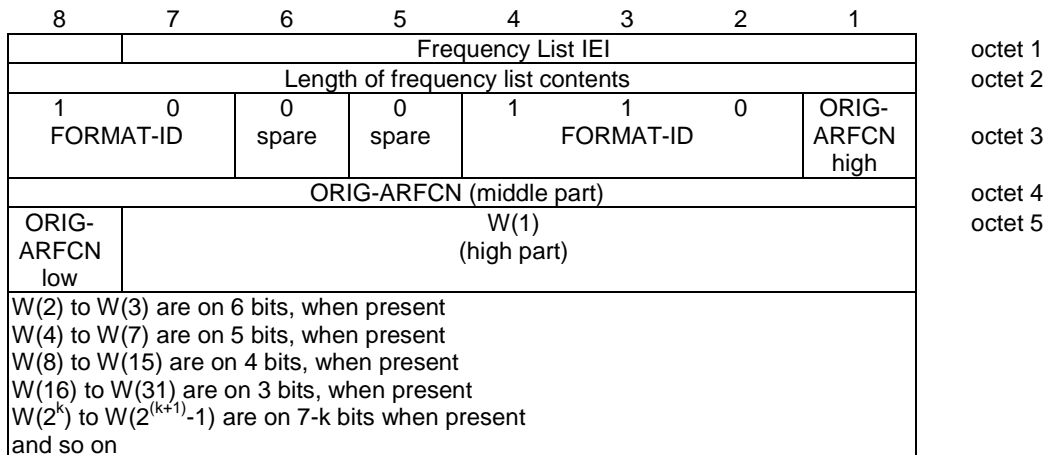 8 7 6 5 4 3 2 1
Frequency List IEI octet 1
Length of frequency list contents octet 2
1 0 0 0 1 1 0 ORIG-
FORMAT-ID spare spare FORMAT-ID ARFCN octet 3
high
ORIG-ARFCN (middle part) octet 4
ORIG- W(1) octet 5
ARFCN (high part)
low
W(2) to W(3) are on 6 bits, when present
W(4) to W(7) are on 5 bits, when present
W(8) to W(15) are on 4 bits, when present
W(16) to W(31) are on 3 bits, when present
W(2^k) to W(2^(k+1)-1) are on 7-k bits when present
and so on